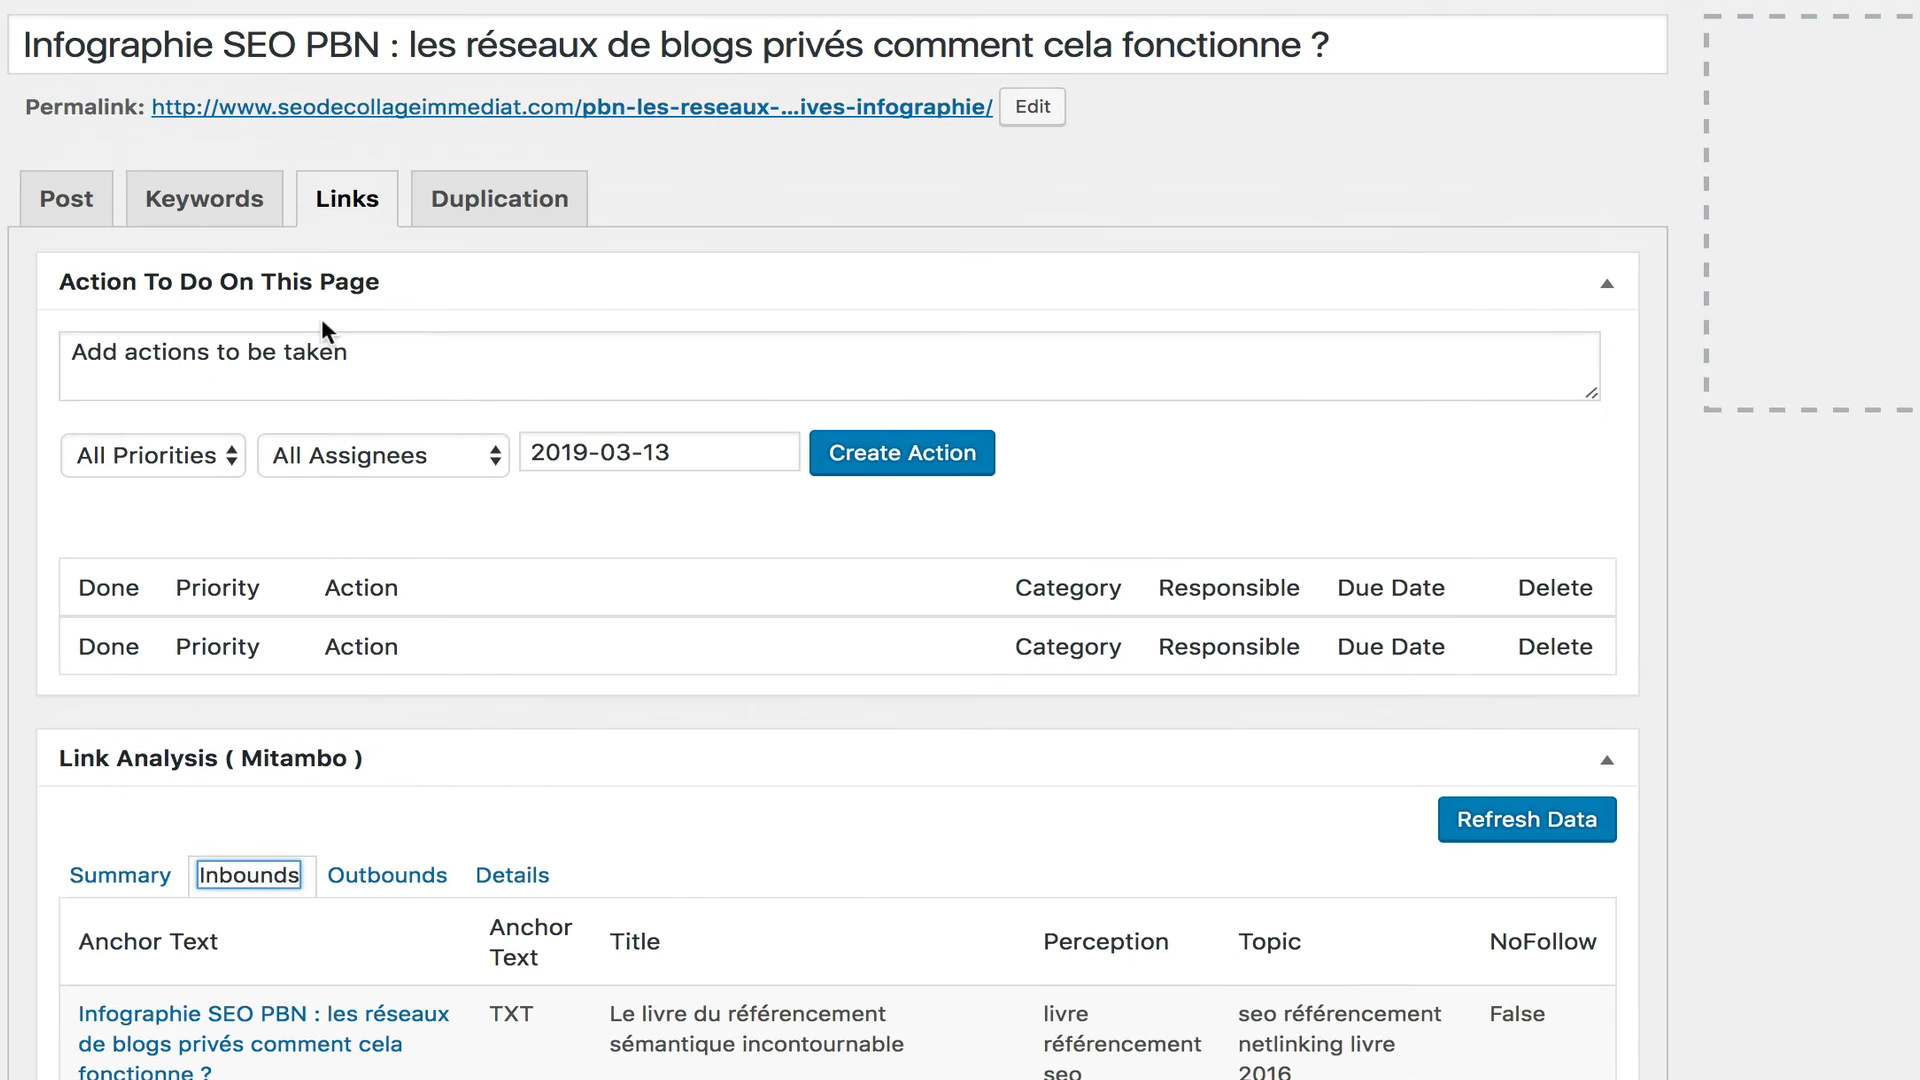 Infographie SEO PBN : les réseaux de blogs privés comment cela fonctionne ?
Permalink: http://www.seodecollageimmediat.com/pbn-les-reseaux-...ives-infographie/ Edit
Post Keywords Links Duplication
Action To Do On This Page
Add actions to be taken
All Priorities All Assignees 2019-03-13 Create Action
Done Priority Action Category Responsible Due Date Delete
Done Priority Action Category Responsible Due Date Delete
Link Analysis ( Mitambo )
Refresh Data
Summary Inbounds Outbounds Details
Anchor Text Anchor Text Title Perception Topic NoFollow
Infographie SEO PBN : les réseaux TXT Le livre du référencement livre seo référencement False
de blogs privés comment cela sémantique incontournable référencement netlinking livre
fonctionne ? seo 2016